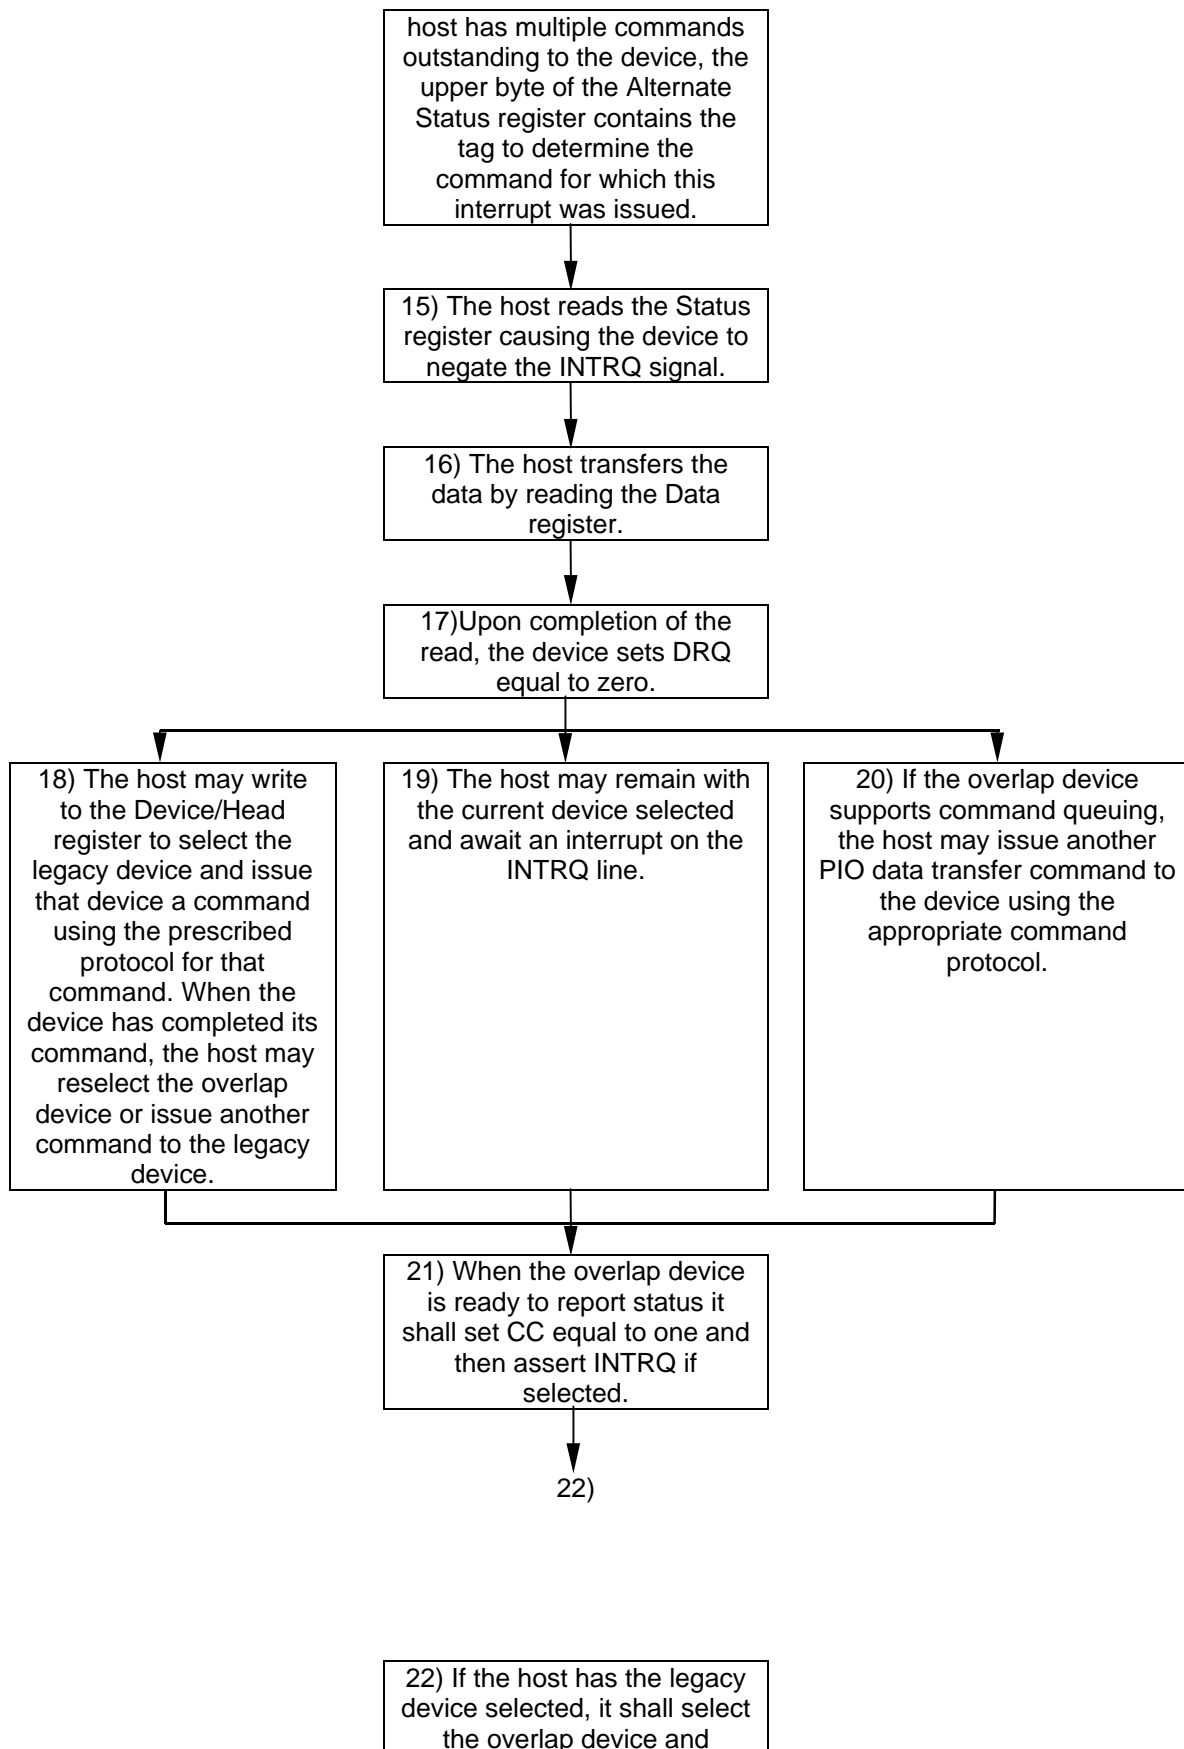 host has multiple commands
outstanding to the device, the
upper byte of the Alternate
Status register contains the
tag to determine the
command for which this
interrupt was issued.
15) The host reads the Status
register causing the device to
negate the INTRQ signal.
16) The host transfers the
data by reading the Data
register.
17)Upon completion of the
read, the device sets DRQ
equal to zero.
18) The host may write
to the Device/Head
register to select the
legacy device and issue
that device a command
using the prescribed
protocol for that
command. When the
device has completed its
command, the host may
reselect the overlap
device or issue another
command to the legacy
device.
19) The host may remain with
the current device selected
and await an interrupt on the
INTRQ line.
20) If the overlap device
supports command queuing,
the host may issue another
PIO data transfer command to
the device using the
appropriate command
protocol.
21) When the overlap device
is ready to report status it
shall set CC equal to one and
then assert INTRQ if
selected.
22)
22) If the host has the legacy
device selected, it shall select
the overlap device and